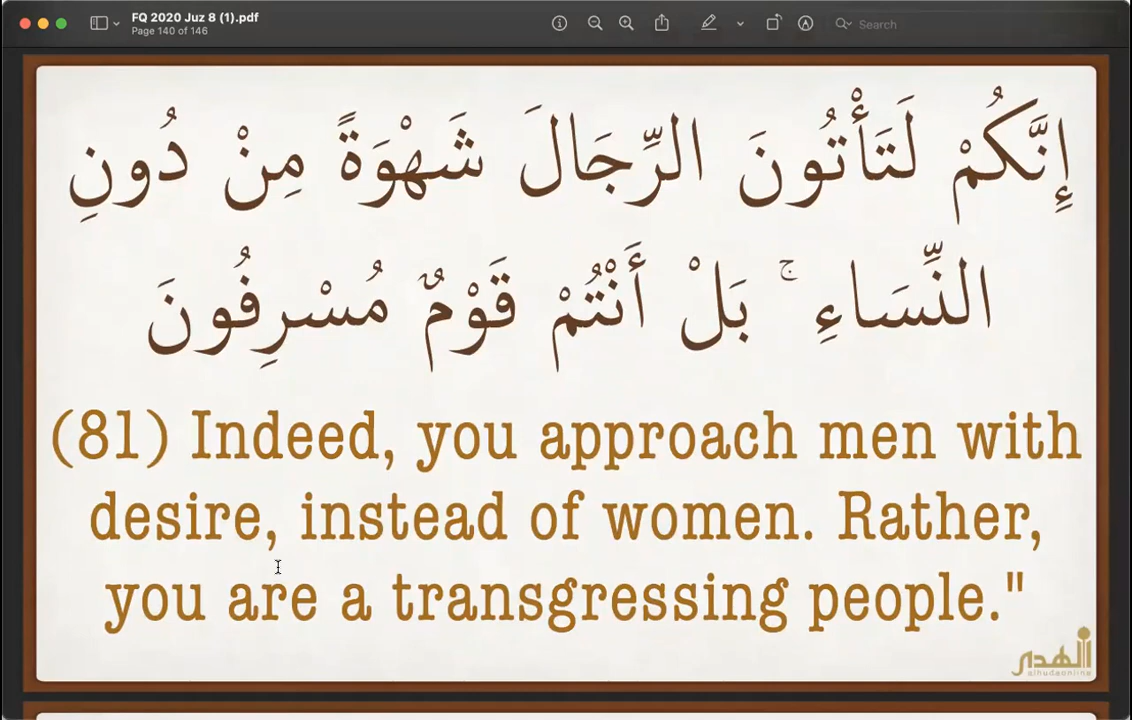 FQ 2020 Juz 8 (1).pdf
Page 140 of 146
Search
إِنَّكُمْ لَتَأْتُونَ الرِّجَالَ شَهْوَةً مِنْ دُونِ
النِّسَاءِ ۚ بَلْ أَنْتُمْ قَوْمٌ مُسْرِفُونَ
(81) Indeed, you approach men with
desire, instead of women. Rather,
you are a transgressing people."
الهدى
alhudaonline